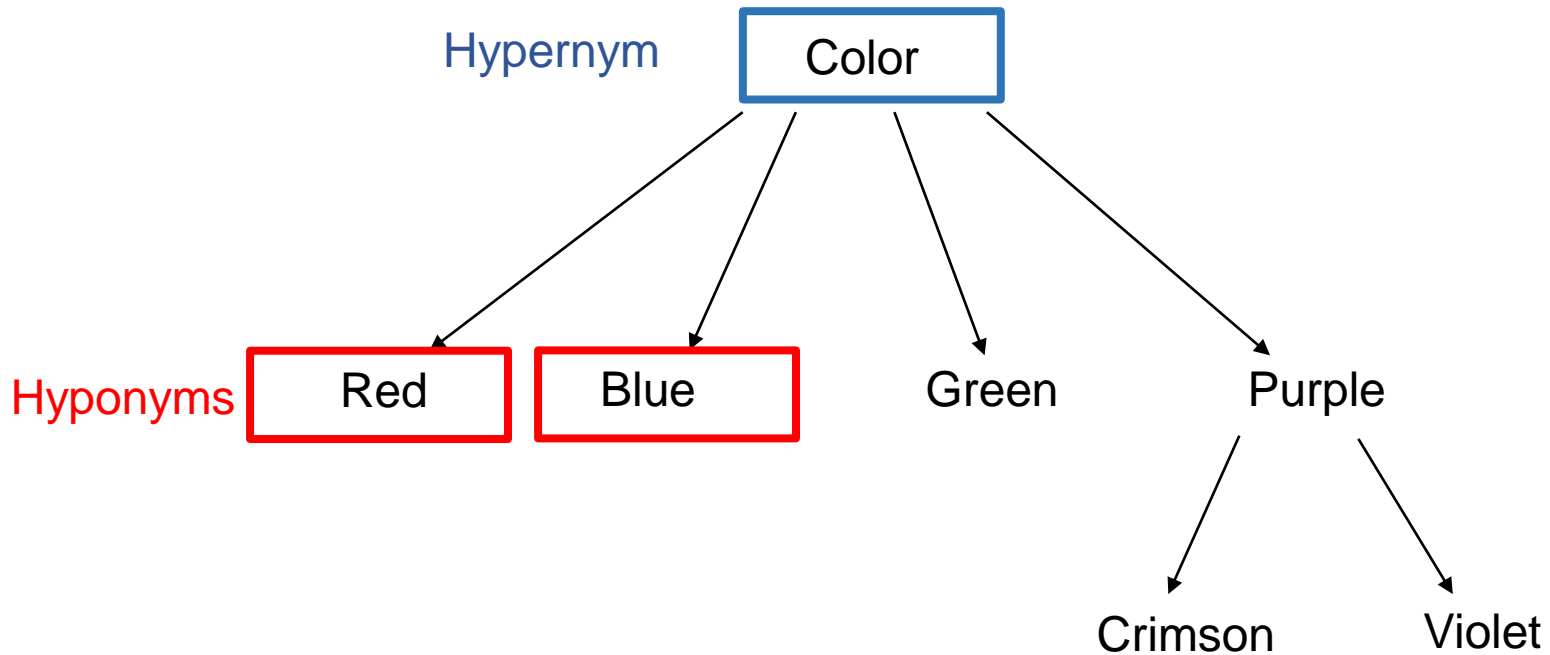 Hypernym
Color
Hyponyms
Red
Blue
Green
Purple
Crimson
Violet